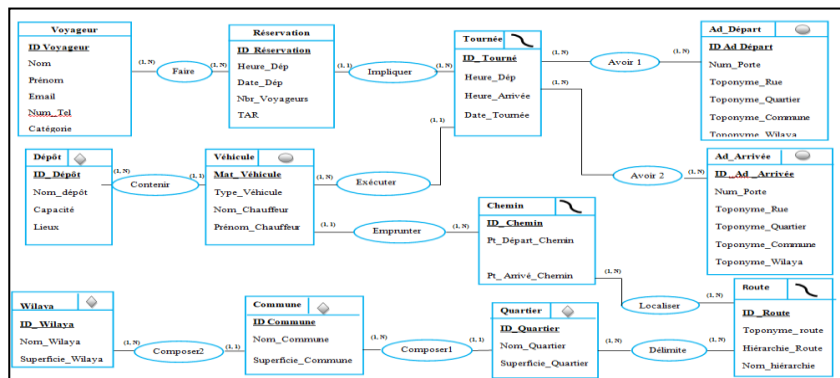 Voyageur
ID Voyageur
Nom
Prénom
Email
Num_Tel
Catégorie
(1, N)
Faire
(1, N)
Réservation
ID_Réservation
Heure_Dép
Date_Dép
Nbr_Voyageurs
TAR
(1, 1)
Impliquer
(1, N)
Tournée
ID_Tourné
Heure_Dép
Heure_Arrivée
Date_Tournée
(1, N)
Avoir 1
(1, N)
Ad_Départ
ID Ad Départ
Num_Porte
Toponyme_Rue
Toponyme_Quartier
Toponyme_Commune
Toponyme_Wilaya
(1, N)
Avoir 2
(1, N)
Ad_Arrivée
ID_Ad_Arrivée
Num_Porte
Toponyme_Rue
Toponyme_Quartier
Toponyme_Commune
Toponyme_Wilaya
Dépôt
ID_Dépôt
Nom_dépôt
Capacité
Lieux
(1, N)
Contenir
(1, 1)
Véhicule
Mat_Véhicule
Type_Véhicule
Nom_Chauffeur
Prénom_Chauffeur
(1, N)
Exécuter
(1, 1)
(1, 1)
Emprunter
(1, N)
Chemin
ID_Chemin
Pt_Départ_Chemin
Pt_Arrivé_Chemin
(1, N)
Localiser
(1, N)
Route
ID_Route
Toponyme_route
Hiérarchie_Route
Nom_hiérarchie
Wilaya
ID_Wilaya
Nom_Wilaya
Superficie_Wilaya
(1, N)
Composer2
(1, 1)
Commune
ID Commune
Nom_Commune
Superficie_Commune
(1, N)
Composer1
(1, 1)
Quartier
ID_Quartier
Nom_Quartier
Superficie_Quartier
(1, N)
Délimite
(1, N)